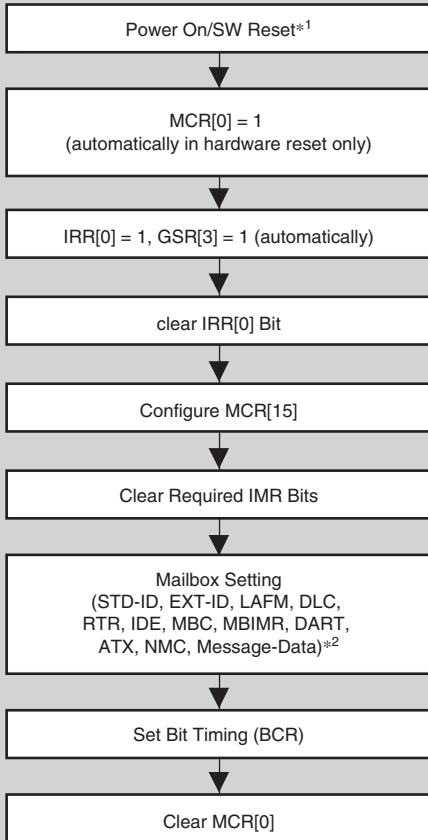 Power On/SW Reset*1
MCR[0] = 1
(automatically in hardware reset only)
IRR[0] = 1, GSR[3] = 1 (automatically)
clear IRR[0] Bit
Configure MCR[15]
Clear Required IMR Bits
Mailbox Setting
(STD-ID, EXT-ID, LAFM, DLC,
RTR, IDE, MBC, MBIMR, DART,
ATX, NMC, Message-Data)*2
Set Bit Timing (BCR)
Clear MCR[0]